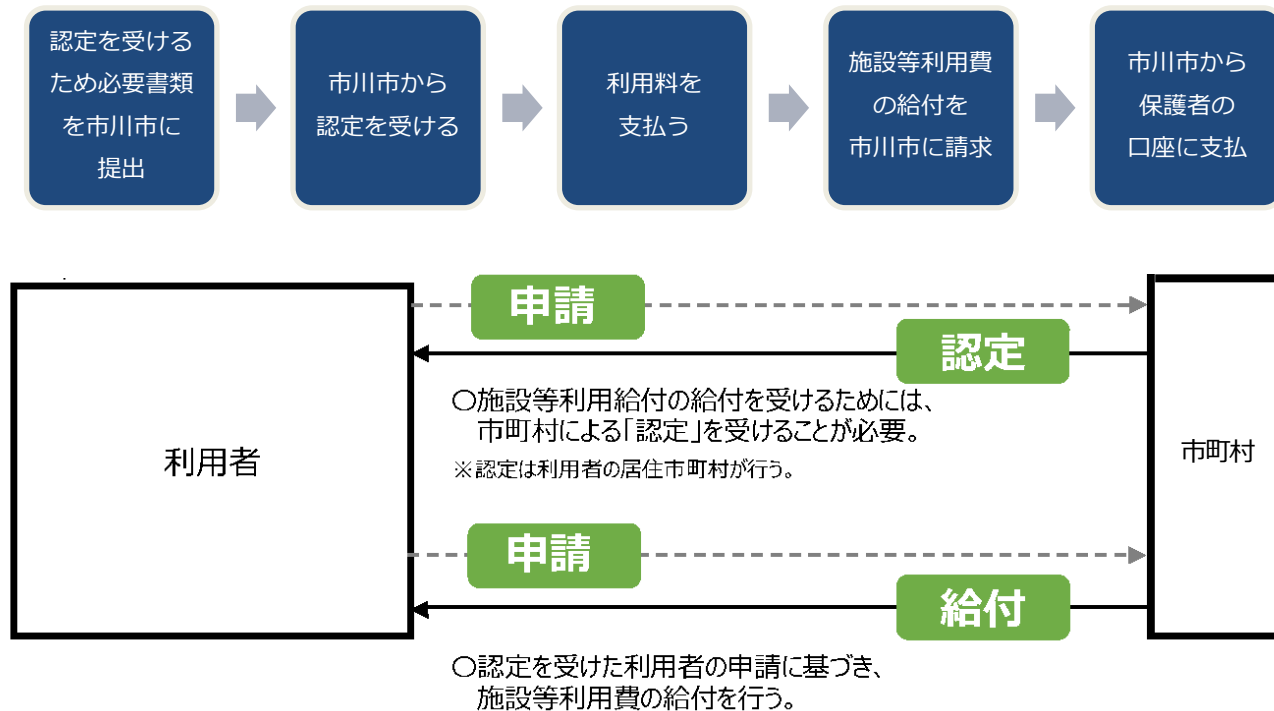 認定を受ける
ため必要書類
を市川市に
提出
市川市から
認定を受ける
利用料を
支払う
施設等利用費
の給付を
市川市に請求
市川市から
保護者の
口座に支払
申請
認定
〇施設等利用給付の給付を受けるためには、
市町村による「認定」を受けることが必要。
※認定は利用者の居住市町村が行う。
利用者
市町村
申請
給付
〇認定を受けた利用者の申請に基づき、
施設等利用費の給付を行う。